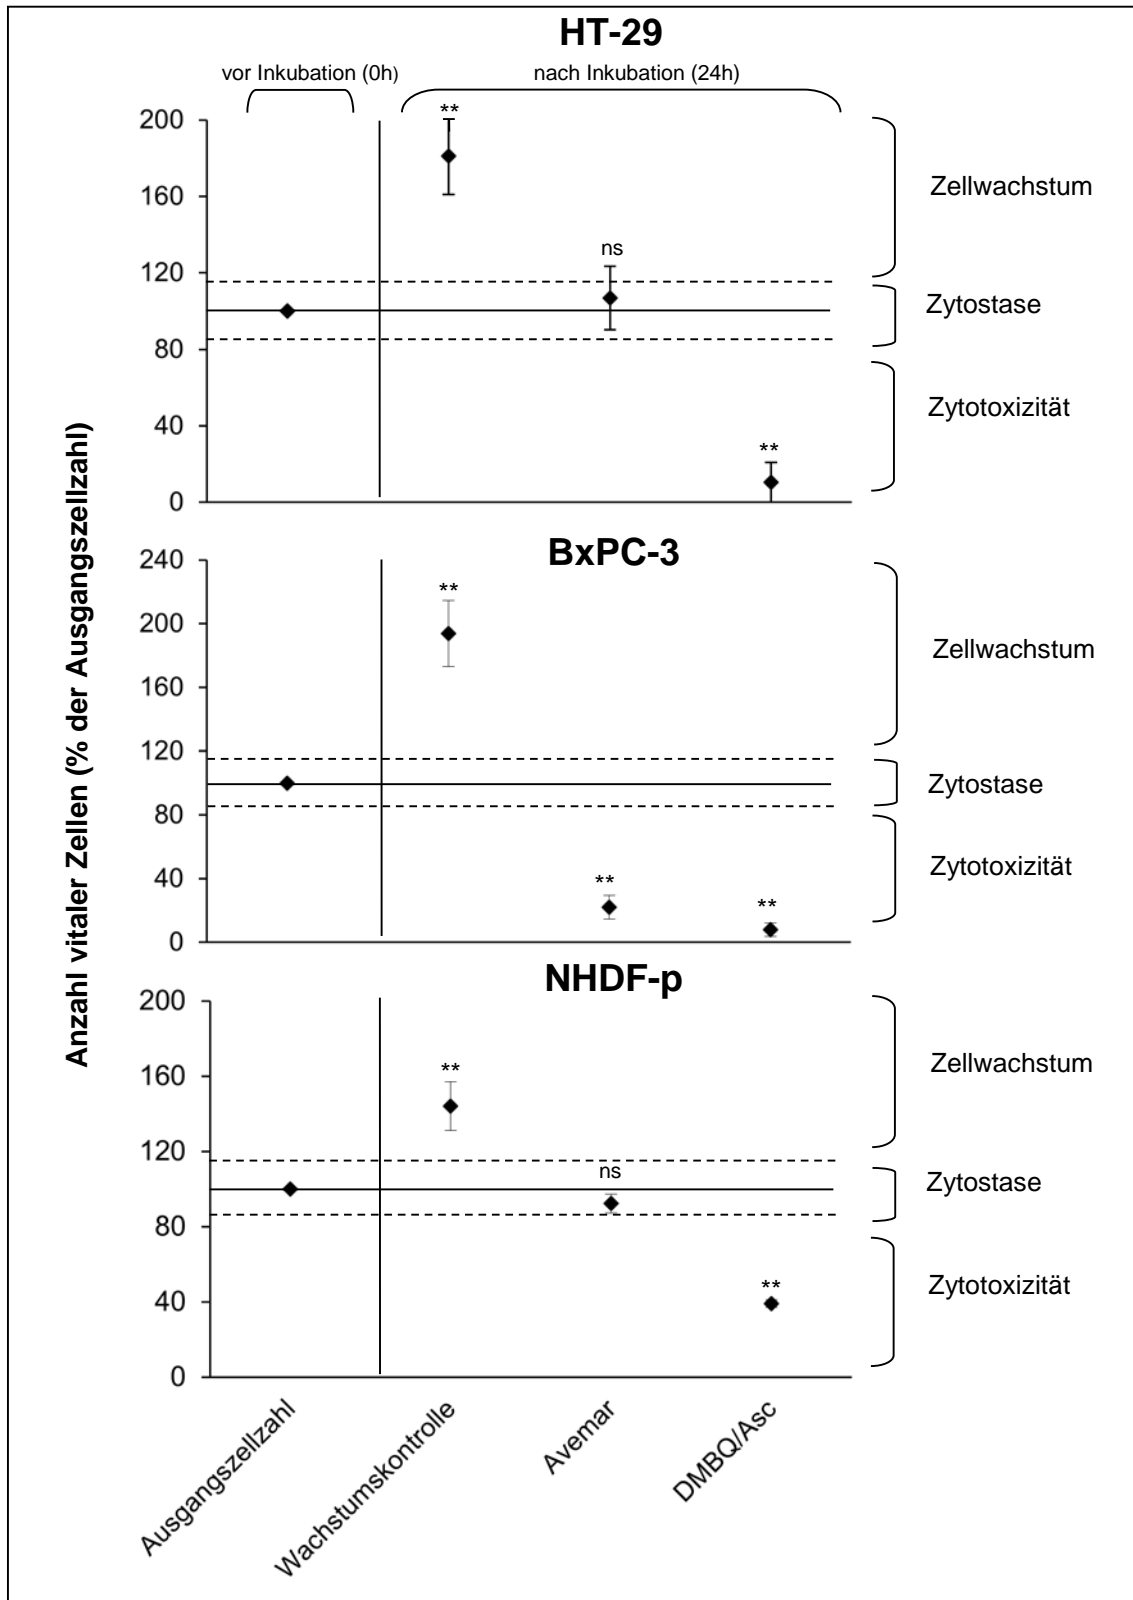 HT-29
vor Inkubation (0h)
nach Inkubation (24h)
Anzahl vitaler Zellen (% der Ausgangszellzahl)
200
160
120
80
40
0
**
ns
**
Zellwachstum
Zytostase
Zytotoxizität
BxPC-3
240
200
160
120
80
40
0
**
**
**
Zellwachstum
Zytostase
Zytotoxizität
NHDF-p
200
160
120
80
40
0
**
ns
**
Zellwachstum
Zytostase
Zytotoxizität
Ausgangszellzahl
Wachstumskontrolle
Avemar
DMBQ/Asc